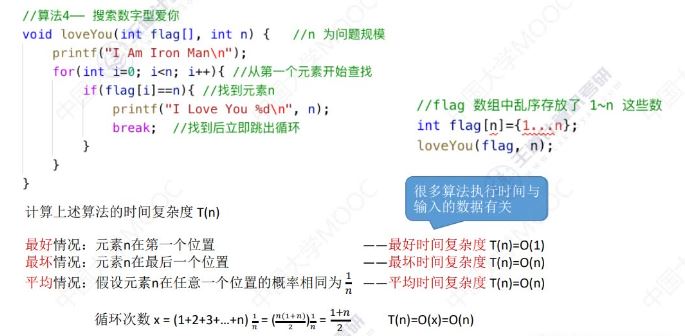 //算法4—— 搜索数字型爱你
void loveYou(int flag[], int n) {    //n 为问题规模
    printf("I Am Iron Man\n");
    for(int i=0; i<n; i++){ //从第一个元素开始查找
        if(flag[i]==n){ //找到元素n
            printf("I Love You %d\n", n);
            break;  //找到后立即跳出循环
        }
    }
}
//flag 数组中乱序存放了 1~n 这些数
int flag[n]={1...n};
loveYou(flag, n);
很多算法执行时间与
输入的数据有关
计算上述算法的时间复杂度 T(n)
最好情况：元素n在第一个位置 ——最好时间复杂度 T(n)=O(1)
最坏情况：元素n在最后一个位置 ——最坏时间复杂度 T(n)=O(n)
平均情况：假设元素n在任意一个位置的概率相同为 1/n ——平均时间复杂度 T(n)=O(n)
循环次数 x = (1+2+3+...+n) 1/n = (n(1+n)/2) 1/n = (1+n)/2 T(n)=O(x)=O(n)